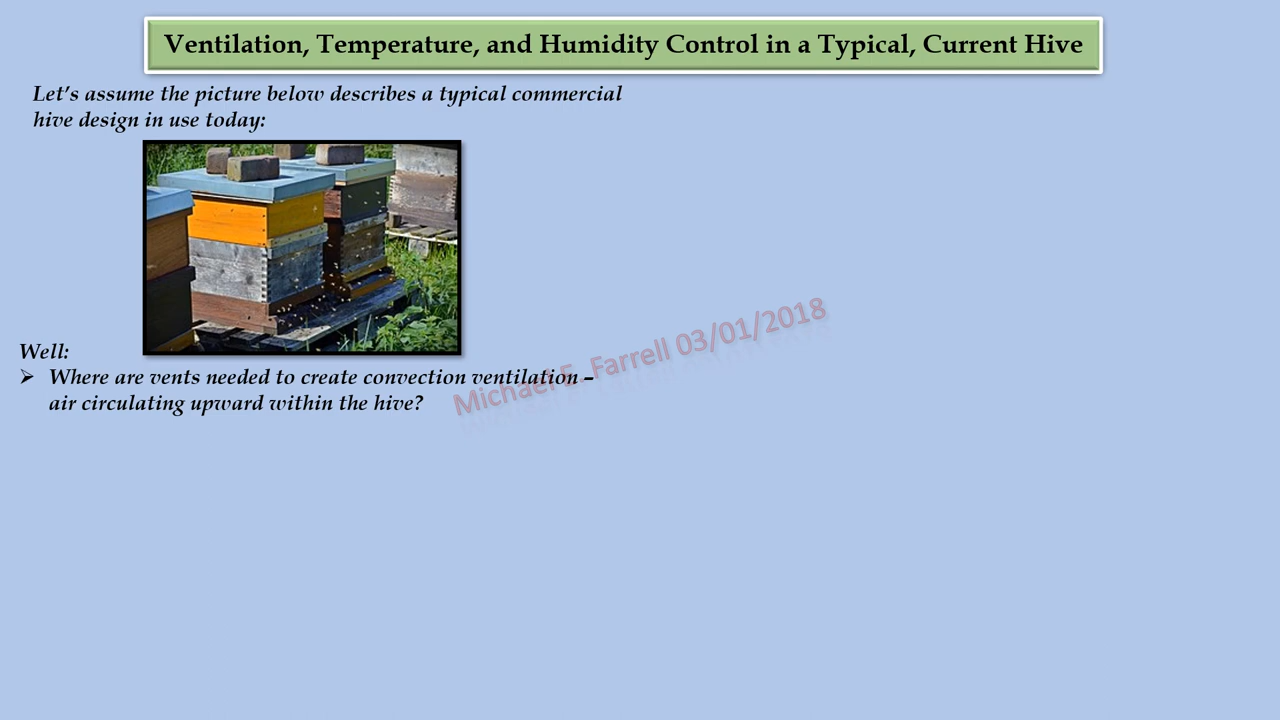 Ventilation, Temperature, and Humidity Control in a Typical, Current Hive
Let’s assume the picture below describes a typical commercial
hive design in use today:
Well:
➢ Where are vents needed to create convection ventilation –
air circulating upward within the hive?
Michael E. Farrell 03/01/2018